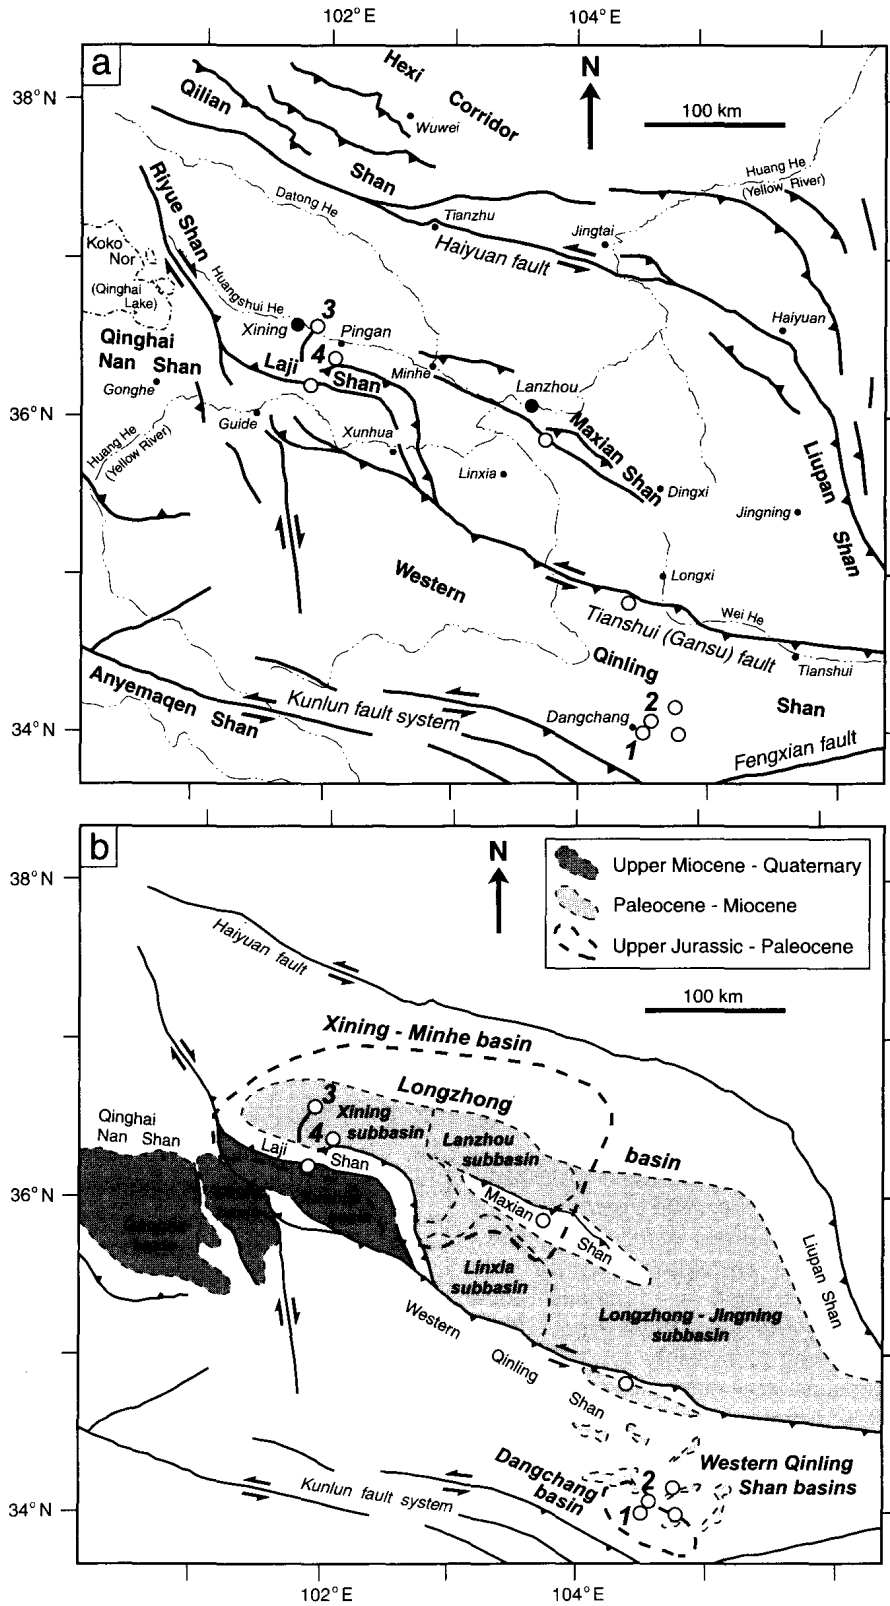 102°E
104°E
a
38°N
36°N
34°N
Hexi
Corridor
N
100 km
Qilian
Shan
Wuwei
Huang He
(Yellow River)
Riyue Shan
Datong He
Tianzhu
Jingtai
Haiyuan fault
Koko
Nor
(Qinghai
Lake)
Huangshui He
3
Xining
Pingan
Haiyuan
Qinghai
Nan Shan
Laji
4
Shan
Minhe
Gonghe
Lanzhou
Guide
Xunhua
Maxian Shan
Huang He
(Yellow River)
Linxia
Dingxi
Liupan
Shan
Jingning
Western
Longxi
Wei He
Tianshui (Gansu) fault
Qinling
Tianshui
Anyemaqen
Shan
Kunlun fault system
Dangchang
2
1
Shan
Fengxian fault
b
38°N
36°N
34°N
N
Upper Miocene - Quaternary
Paleocene - Miocene
Upper Jurassic - Paleocene
100 km
Haiyuan fault
Xining - Minhe basin
Longzhong
basin
3
Xining
subbasin
4
Qinghai
Nan Shan
Laji
Shan
Lanzhou
subbasin
Maxian
Shan
Liupan Shan
Linxia
subbasin
Longzhong - Jingning
subbasin
Western
Qinling
Shan
Dangchang
basin
Western Qinling
Shan basins
2
1
Kunlun fault system
102°E
104°E